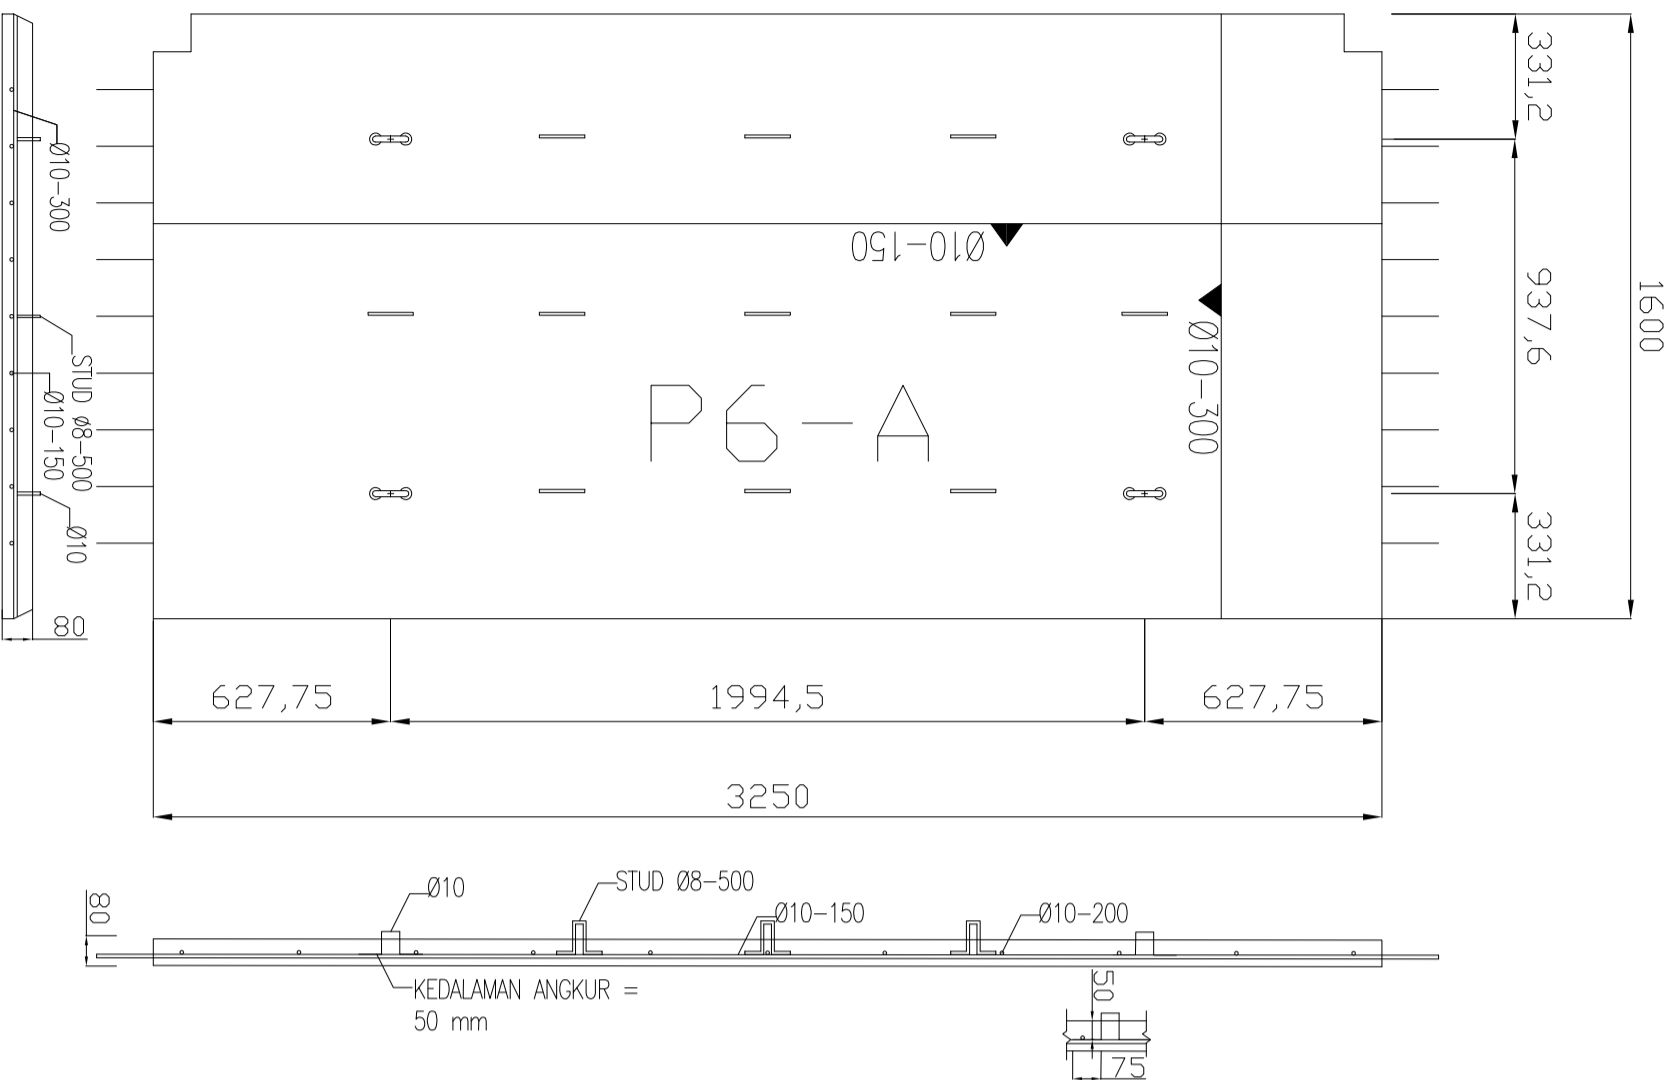 331,2
937,6
331,2
1600
Ø10-300
STUD Ø8-500
Ø10-150
Ø10
80
Ø10-150
Ø10-300
P6-A
627,75
1994,5
627,75
3250
80
Ø10
STUD Ø8-500
Ø10-150
Ø10-200
KEDALAMAN ANGKUR =
50 mm
50
75